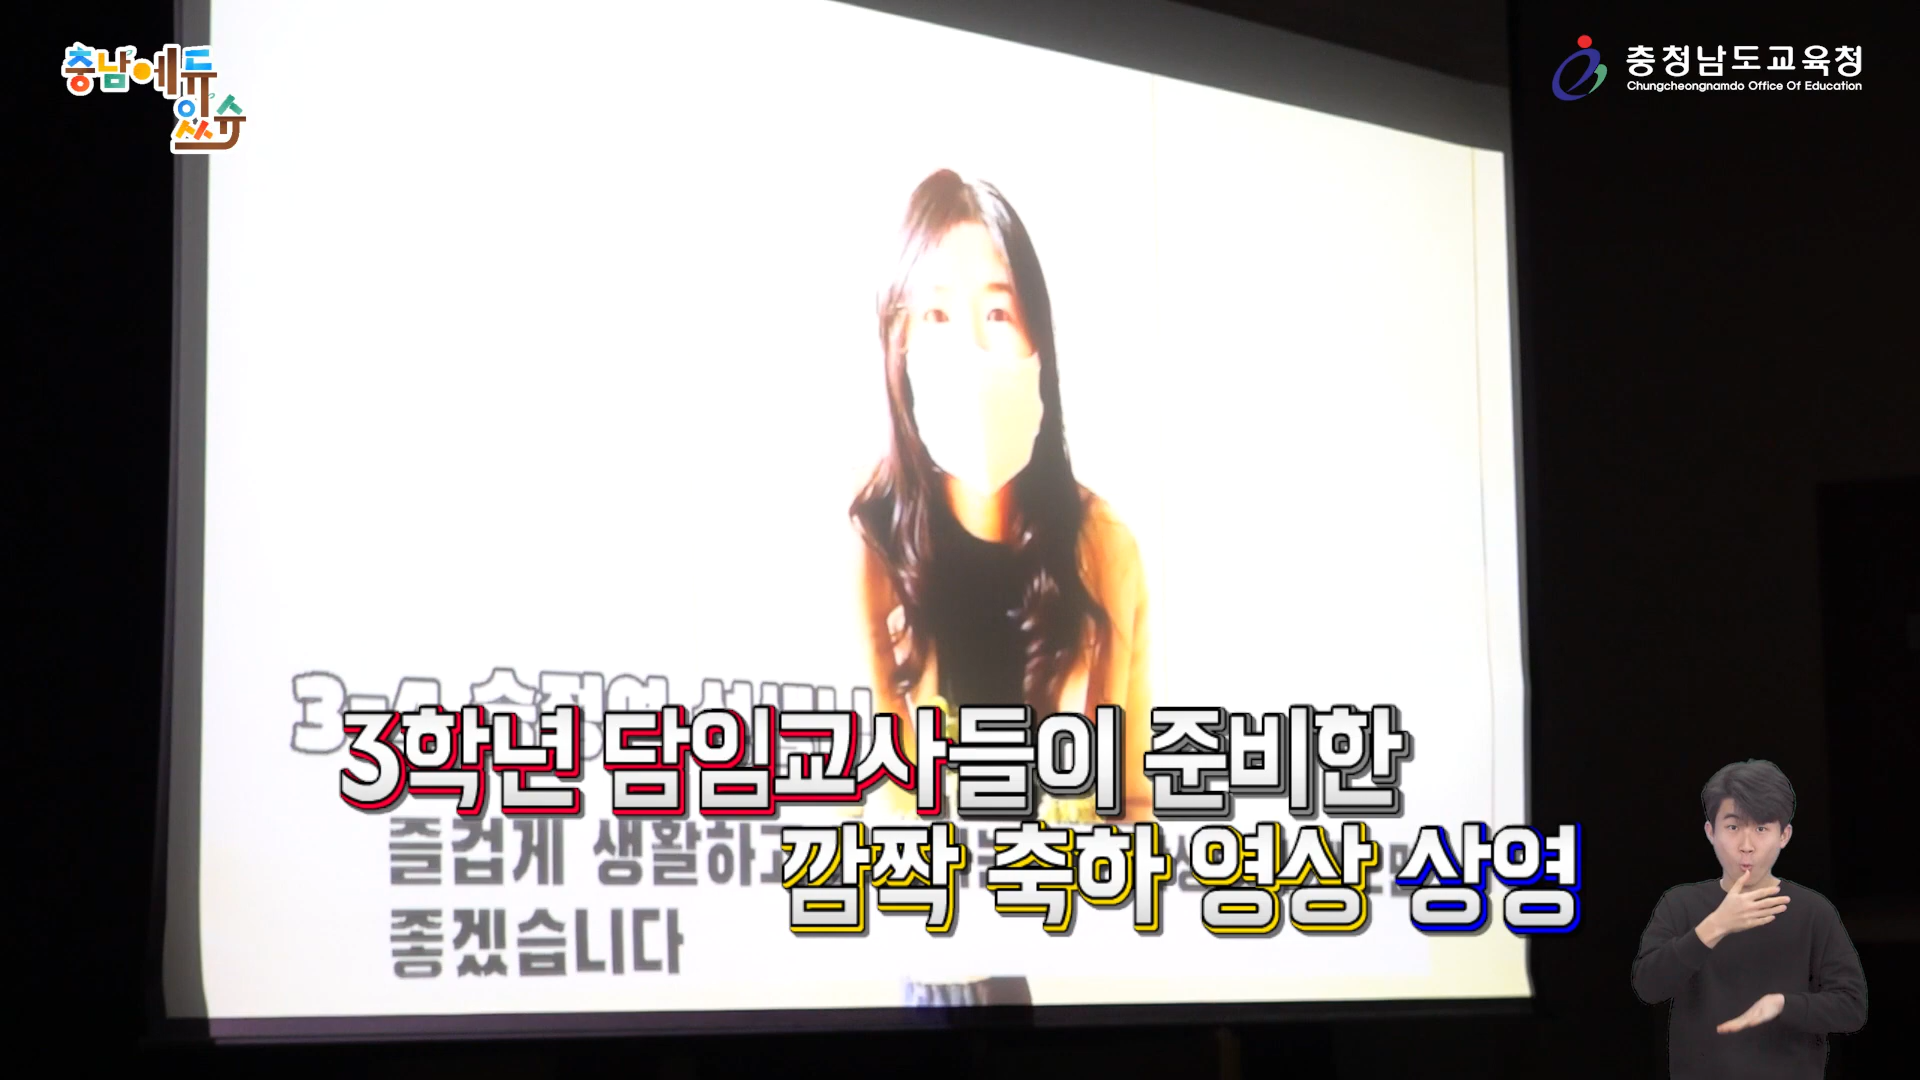 충남에듀
있슈
충청남도교육청
Chungcheongnamdo Office Of Education
3-4
3학년 담임교사들이 준비한
즐겁게 생활하고
깜짝 축하 영상 상영
좋겠습니다